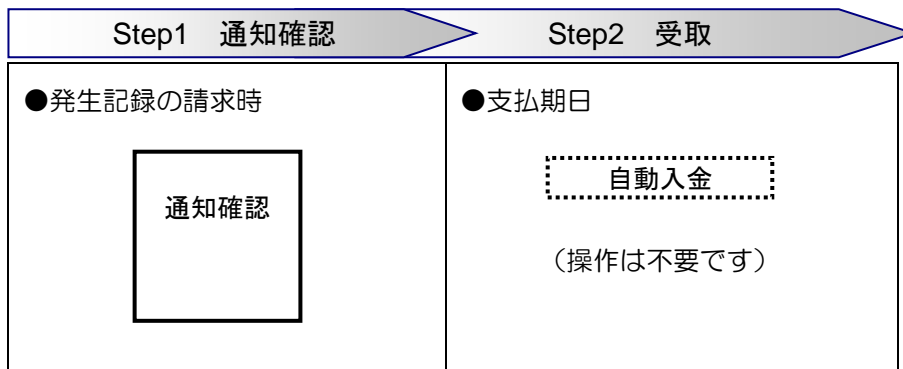 Step1　通知確認
Step2　受取
●発生記録の請求時
通知確認
●支払期日
自動入金
（操作は不要です）